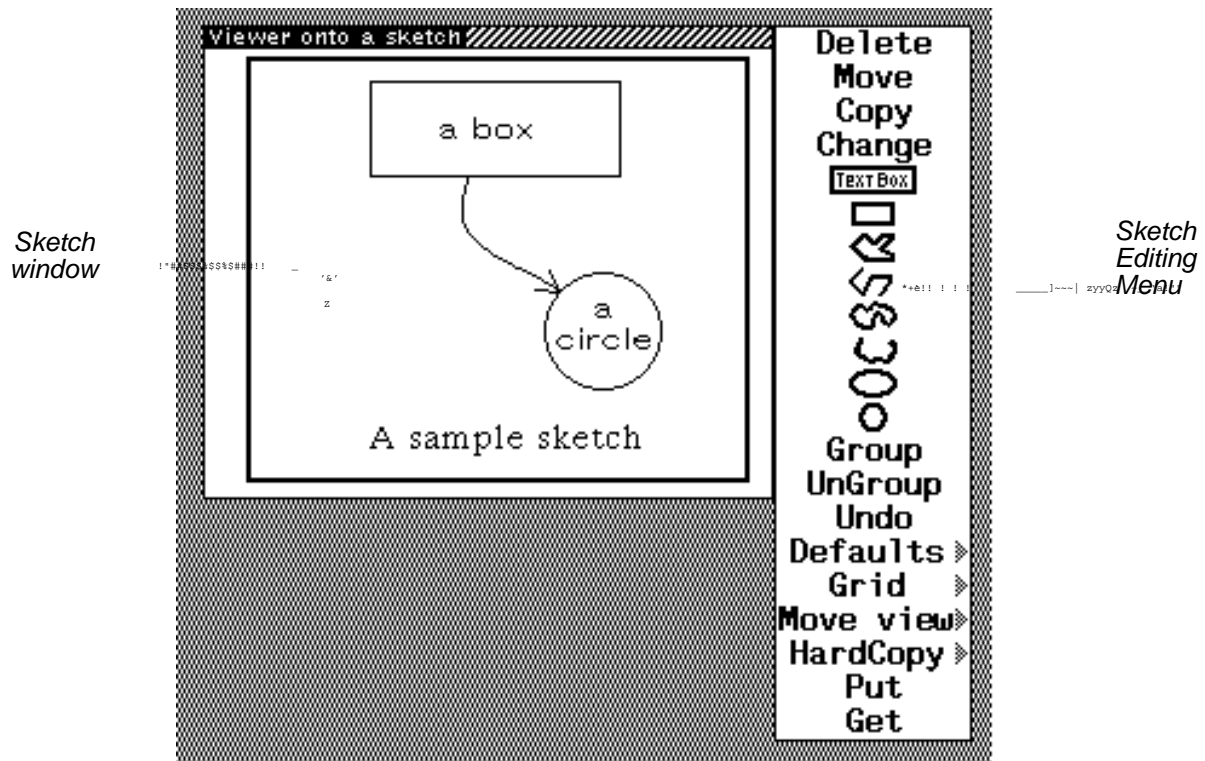 Viewer onto a sketch
a box
a
circle
A sample sketch
Delete
Move
Copy
Change
TEXT BOX
Group
UnGroup
Undo
Defaults
Grid
Move view
HardCopy
Put
Get
Sketch
window
Sketch
Editing
Menu
'&'
z